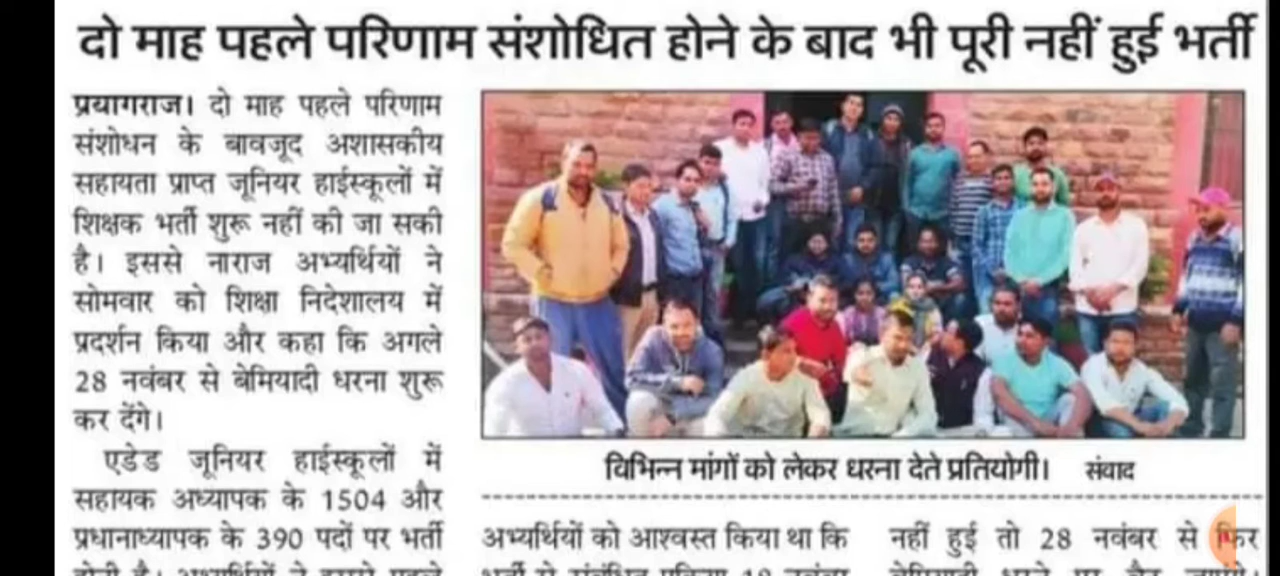 दो माह पहले परिणाम संशोधित होने के बाद भी पूरी नहीं हुई भर्ती
प्रयागराज। दो माह पहले परिणाम
संशोधन के बावजूद अशासकीय
सहायता प्राप्त जूनियर हाईस्कूलों में
शिक्षक भर्ती शुरू नहीं की जा सकी
है। इससे नाराज अभ्यर्थियों ने
सोमवार को शिक्षा निदेशालय में
प्रदर्शन किया और कहा कि अगले
28 नवंबर से बेमियादी धरना शुरू
कर देंगे।
एडेड जूनियर हाईस्कूलों में
सहायक अध्यापक के 1504 और
प्रधानाध्यापक के 390 पदों पर भर्ती
विभिन्न मांगों को लेकर धरना देते प्रतियोगी। संवाद
अभ्यर्थियों को आश्वस्त किया था कि
नहीं हुई तो 28 नवंबर से फिर